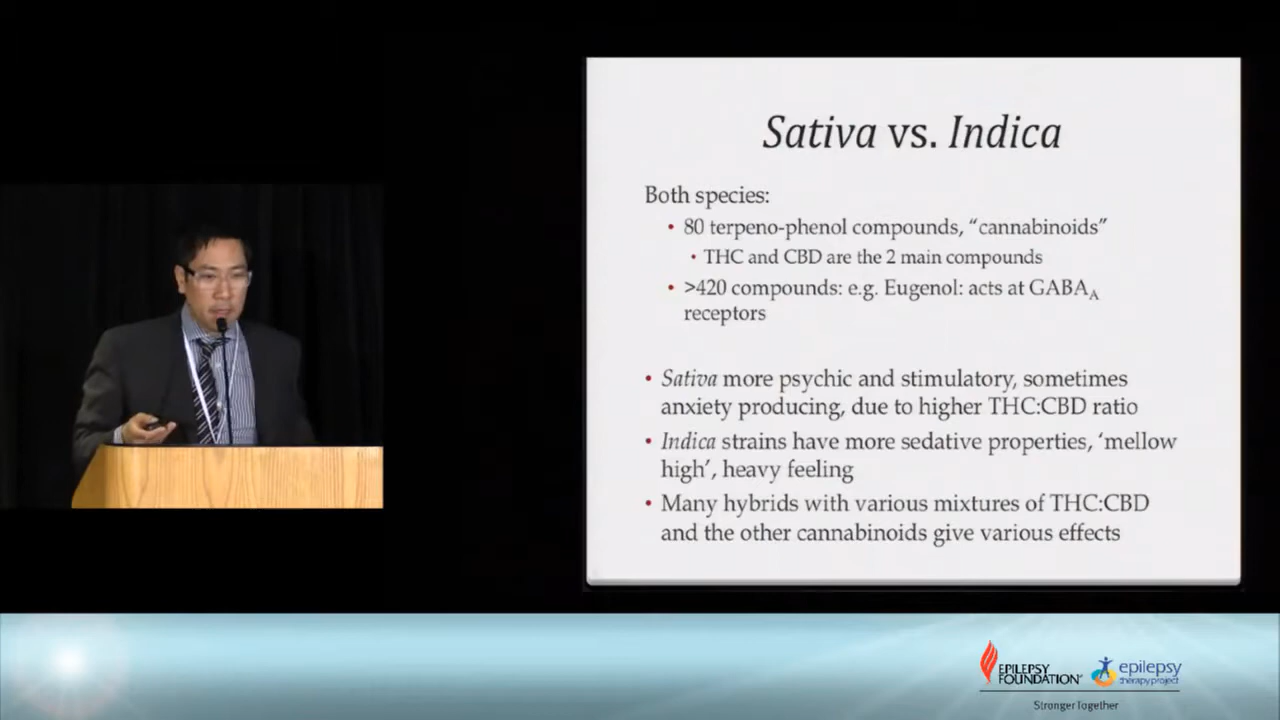 Sativa vs. Indica
Both species:
• 80 terpeno-phenol compounds, “cannabinoids”
• THC and CBD are the 2 main compounds
• >420 compounds: e.g. Eugenol: acts at GABAA
receptors
• Sativa more psychic and stimulatory, sometimes
anxiety producing, due to higher THC:CBD ratio
• Indica strains have more sedative properties, ‘mellow
high’, heavy feeling
• Many hybrids with various mixtures of THC:CBD
and the other cannabinoids give various effects
EPILEPSY
FOUNDATION®
epilepsy
therapy project
Stronger Together